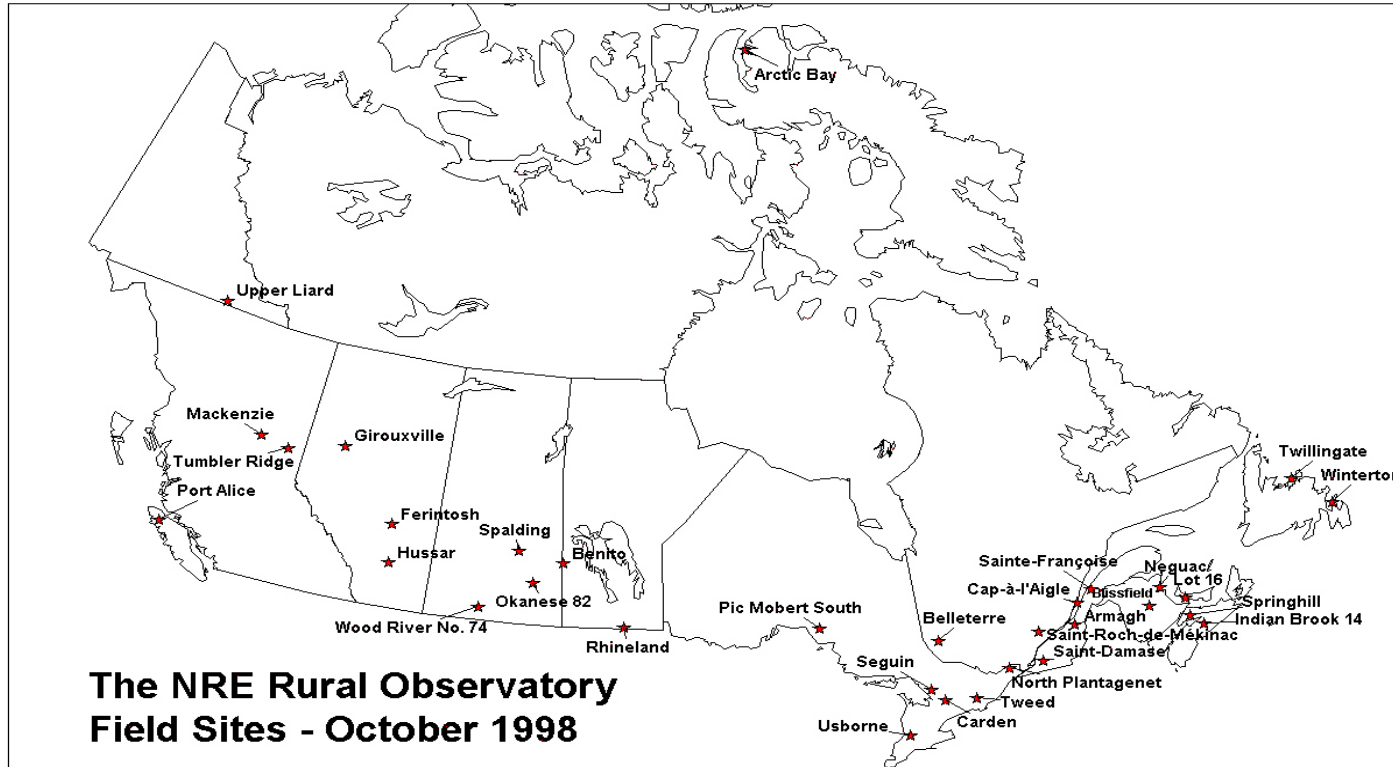 Arctic Bay
Upper Liard
Mackenzie
Tumbler Ridge
Port Alice
Girouxville
Ferintosh
Hussar
Spalding
Benito
Okanese 82
Wood River No. 74
Rhineland
Pic Mobert South
Belleterre
Seguin
Usborne
Carden
Tweed
North Plantagenet
Saint-Damase
Saint-Roch-de-Mékinac
Armagh
Cap-à-l'Aigle
Sainte-Françoise
Blissfield
Neguac
Lot 16
Springhill
Indian Brook 14
Twillingate
Winterton
The NRE Rural Observatory
Field Sites - October 1998